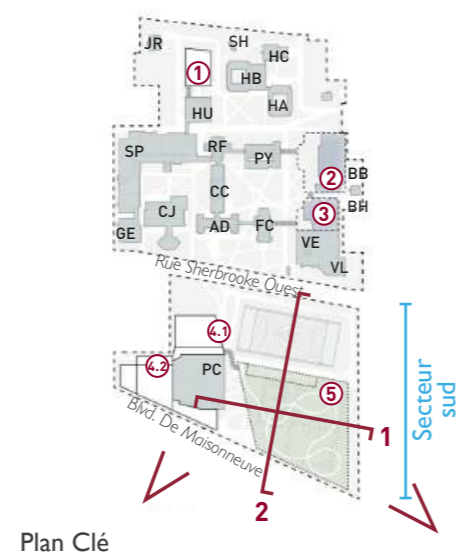 JR
SH
HC
1
HB
HU
HA
SP
RF
PY
2
BB
CC
CJ
3
BH
GE
AD
FC
VE
VL
Rue Sherbrooke Ouest
4.1
4.2
PC
5
Secteur
sud
Blvd. De Maisonneuve
1
2
Plan Clé